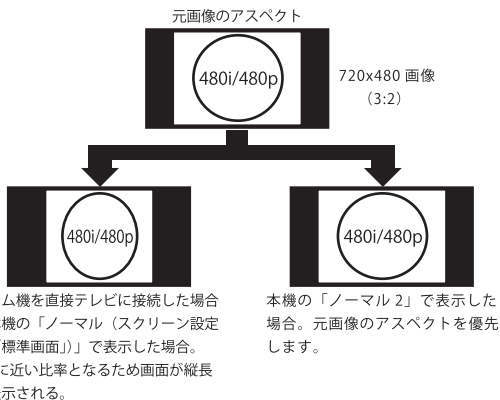 元画像のアスペクト
480i/480p
720x480 画像
（3:2）
480i/480p
480i/480p
ム機を直接テレビに接続した場合
機の「ノーマル（スクリーン設定
標準画面」）」で表示した場合。
に近い比率となるため画面が縦長
示される。
本機の「ノーマル 2」で表示した
場合。元画像のアスペクトを優先
します。